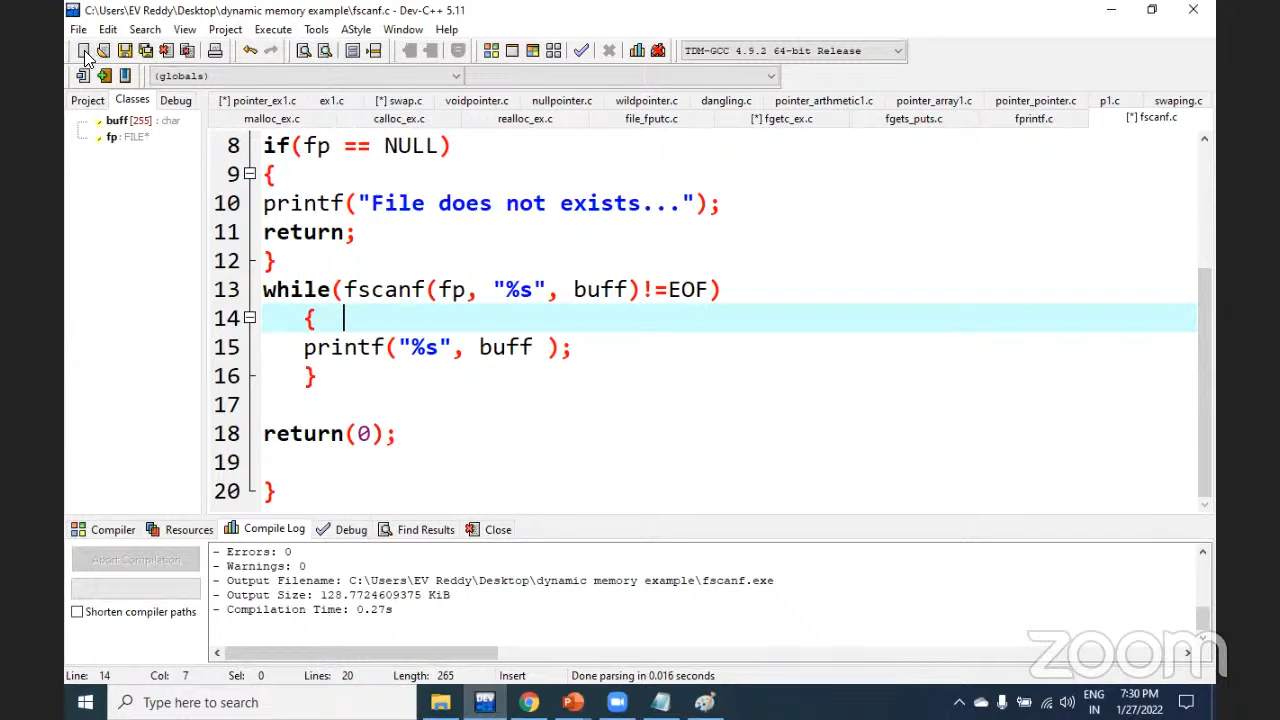 C:\Users\EV Reddy\Desktop\dynamic memory example\fscanf.c - Dev-C++ 5.11
File Edit Search View Project Execute Tools AStyle Window Help
TDM-GCC 4.9.2 64-bit Release
(globals)
Project Classes Debug
[*] pointer_ex1.c ex1.c [*] swap.c voidpointer.c nullpointer.c wildpointer.c dangling.c pointer_arthmetic1.c pointer_array1.c pointer_pointer.c p1.c swaping.c
malloc_ex.c calloc_ex.c realloc_ex.c file_fputc.c [*] fgetc_ex.c fgets_puts.c fprintf.c [*] fscanf.c
buff [255] : char
fp : FILE*
8 if(fp == NULL)
9 {
10 printf("File does not exists...");
11 return;
12 }
13 while(fscanf(fp, "%s", buff)!=EOF)
14 {
15 printf("%s", buff );
16 }
17
18 return(0);
19
20 }
Compiler Resources Compile Log Debug Find Results Close
Abort Compilation
Shorten compiler paths
- Errors: 0
- Warnings: 0
- Output Filename: C:\Users\EV Reddy\Desktop\dynamic memory example\fscanf.exe
- Output Size: 128.7724609375 KiB
- Compilation Time: 0.27s
zoom
Line: 14 Col: 7 Sel: 0 Lines: 20 Length: 265 Insert Done parsing in 0.016 seconds
Type here to search
DEV
ENG
IN
7:30 PM
1/27/2022